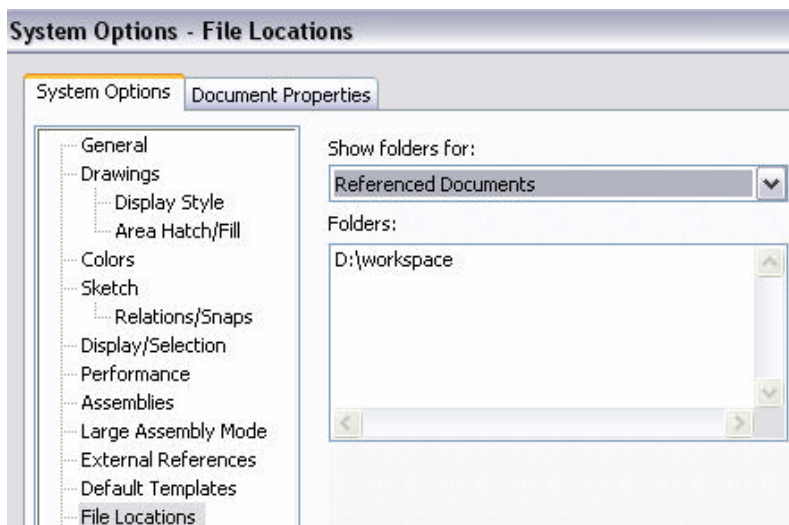 System Options - File Locations
System Options
Document Properties
General
Drawings
Display Style
Area Hatch/Fill
Colors
Sketch
Relations/Snaps
Display/Selection
Performance
Assemblies
Large Assembly Mode
External References
Default Templates
File Locations
Show folders for:
Referenced Documents
Folders:
D:\workspace